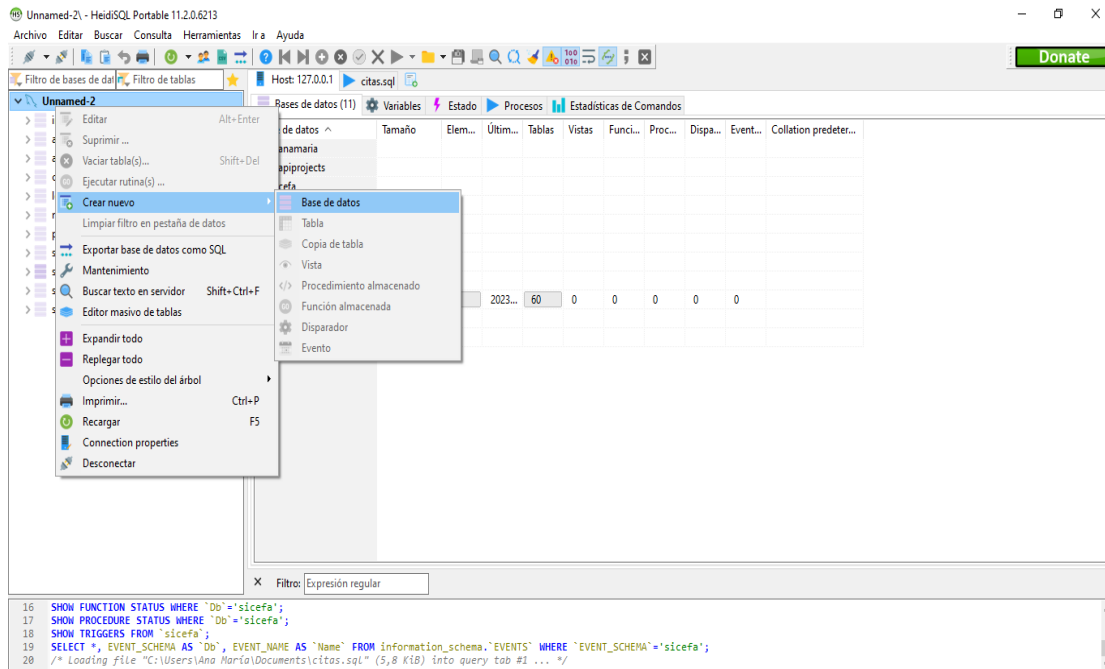 Unnamed-2\ - HeidiSQL Portable 11.2.0.6213
Archivo Editar Buscar Consulta Herramientas Ir a Ayuda
Donate
Filtro de bases de dat Filtro de tablas
Host: 127.0.0.1 citas.sql
Unnamed-2
Bases de datos (11) Variables Estado Procesos Estadísticas de Comandos
de datos Tamaño Elem... Últim... Tablas Vistas Funci... Proc... Dispa... Event... Collation predeter...
anamaria
apiprojects
cefa
2023... 60 0 0 0 0 0
Editar Alt+Enter
Suprimir ...
Vaciar tabla(s)... Shift+Del
Ejecutar rutina(s) ...
Crear nuevo
Limpiar filtro en pestaña de datos
Exportar base de datos como SQL
Mantenimiento
Buscar texto en servidor Shift+Ctrl+F
Editor masivo de tablas
Expandir todo
Replegar todo
Opciones de estilo del árbol
Imprimir... Ctrl+P
Recargar F5
Connection properties
Desconectar
Base de datos
Tabla
Copia de tabla
Vista
Procedimiento almacenado
Función almacenada
Disparador
Evento
Filtro: Expresión regular
16 SHOW FUNCTION STATUS WHERE `Db`='sicefa';
17 SHOW PROCEDURE STATUS WHERE `Db`='sicefa';
18 SHOW TRIGGERS FROM `sicefa`;
19 SELECT *, EVENT_SCHEMA AS `Db`, EVENT_NAME AS `Name` FROM information_schema.`EVENTS` WHERE `EVENT_SCHEMA`='sicefa';
20 /* Loading file "C:\Users\Ana María\Documents\citas.sql" (5,8 KiB) into query tab #1 ... */